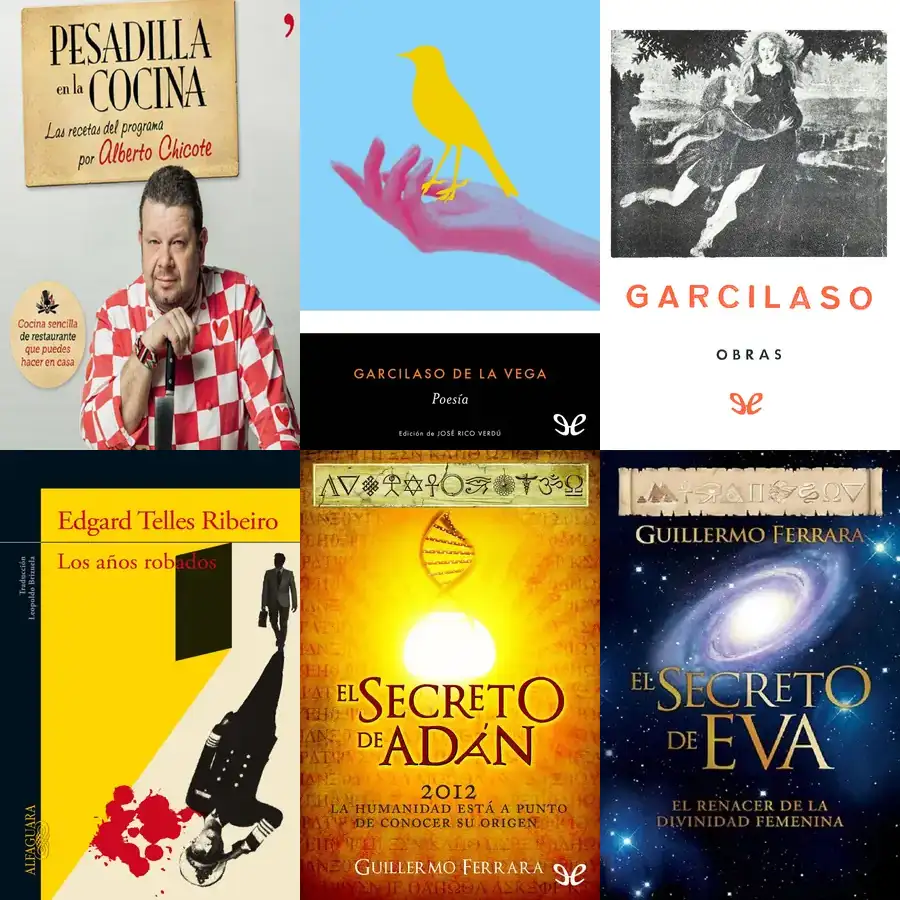 PESADILLA
en la COCINA
Las recetas del programa
por Alberto Chicote
Cocina sencilla
de restaurante
que puedes
hacer en casa
GARCILASO DE LA VEGA
Poesía
Edición de JOSÉ RICO VERDÚ
GARCILASO
OBRAS
Edgard Telles Ribeiro
Los años robados
Traducción
Leopoldo Brizuela
ALFAGUARA
EL SECRETO
DE ADÁN
2012
LA HUMANIDAD ESTÁ A PUNTO
DE CONOCER SU ORIGEN
GUILLERMO FERRARA
GUILLERMO FERRARA
EL SECRETO
DE EVA
EL RENACER DE LA
DIVINIDAD FEMENINA